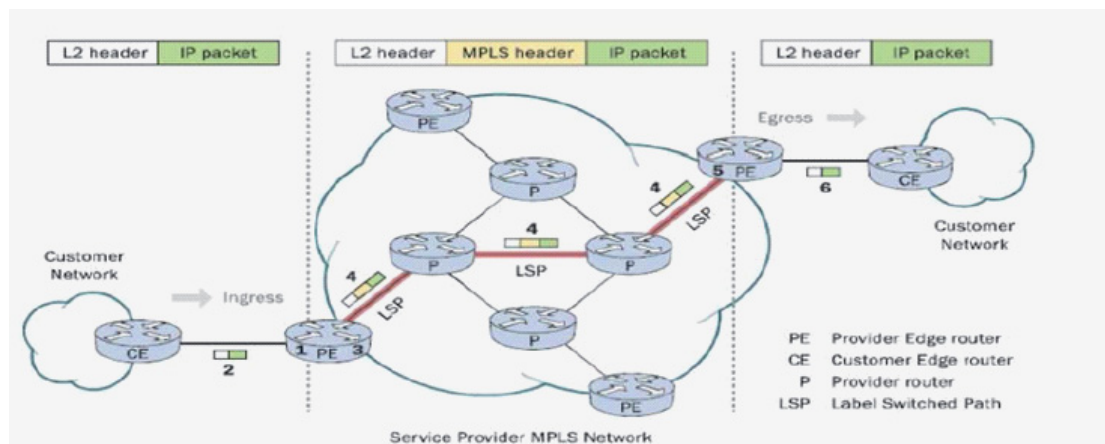 L2 header IP packet
L2 header MPLS header IP packet
L2 header IP packet
PE
Egress
P
5 PE
6
CE
4
LSP
Customer
Network
4
P
LSP
P
Customer
Network
4
LSP
Ingress
CE
2
1 PE 3
P
PE
PE Provider Edge router
CE Customer Edge router
P Provider router
LSP Label Switched Path
Service Provider MPLS Network